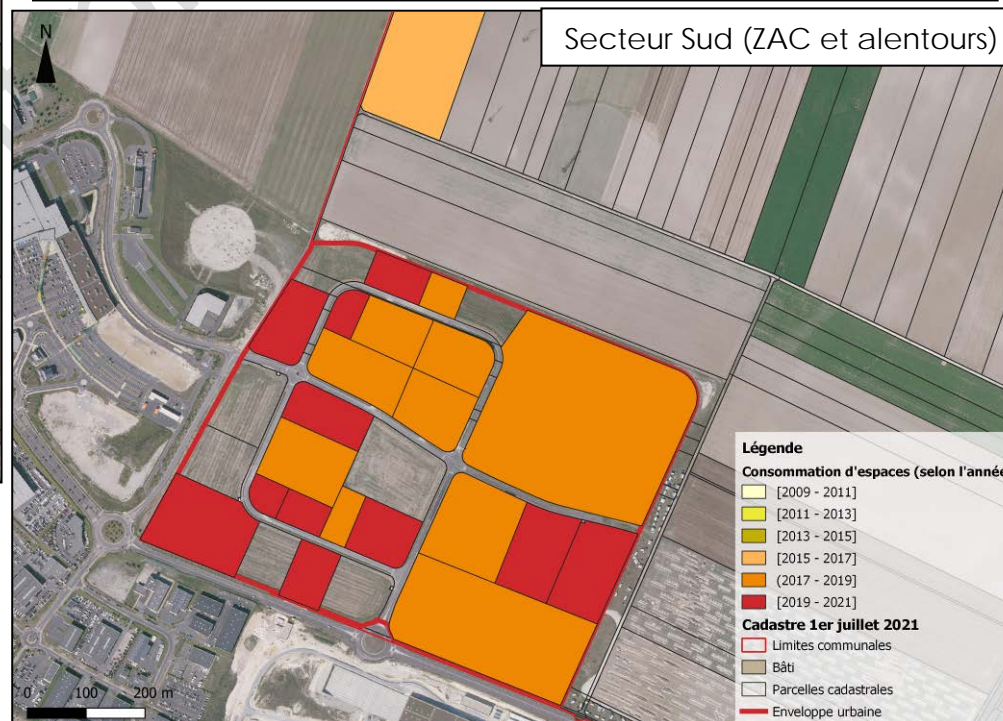 Secteur Sud (ZAC et alentours)
N
Légende
Consommation d'espaces (selon l'année
[2009 - 2011]
[2011 - 2013]
[2013 - 2015]
[2015 - 2017]
(2017 - 2019]
[2019 - 2021]
Cadastre 1er juillet 2021
Limites communales
Bâti
Parcelles cadastrales
Enveloppe urbaine
0 100 200 m